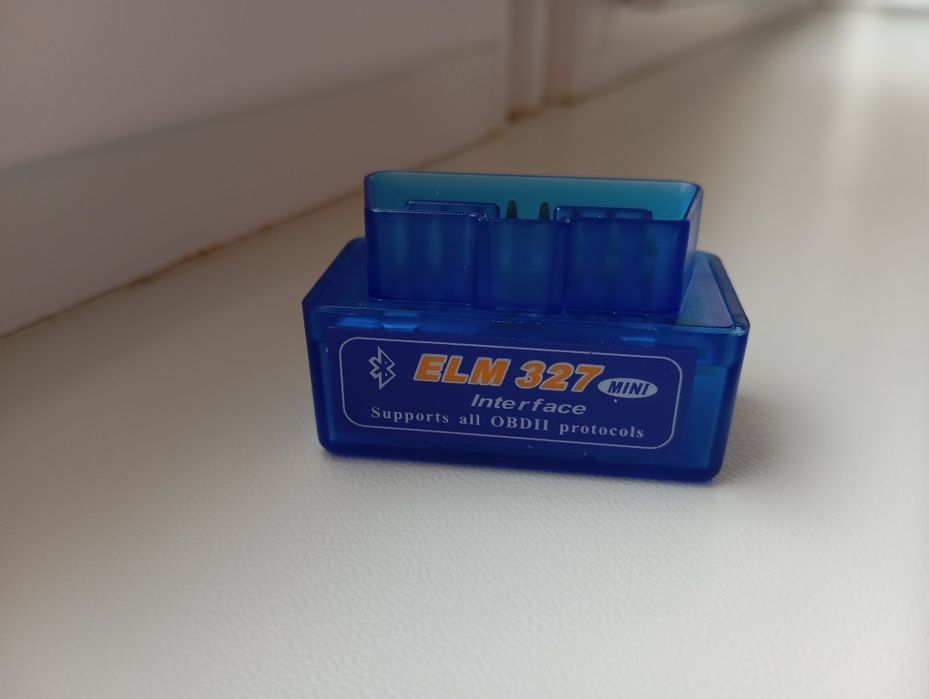 ELM 327 MINI
Interface
Supports all OBDII protocols